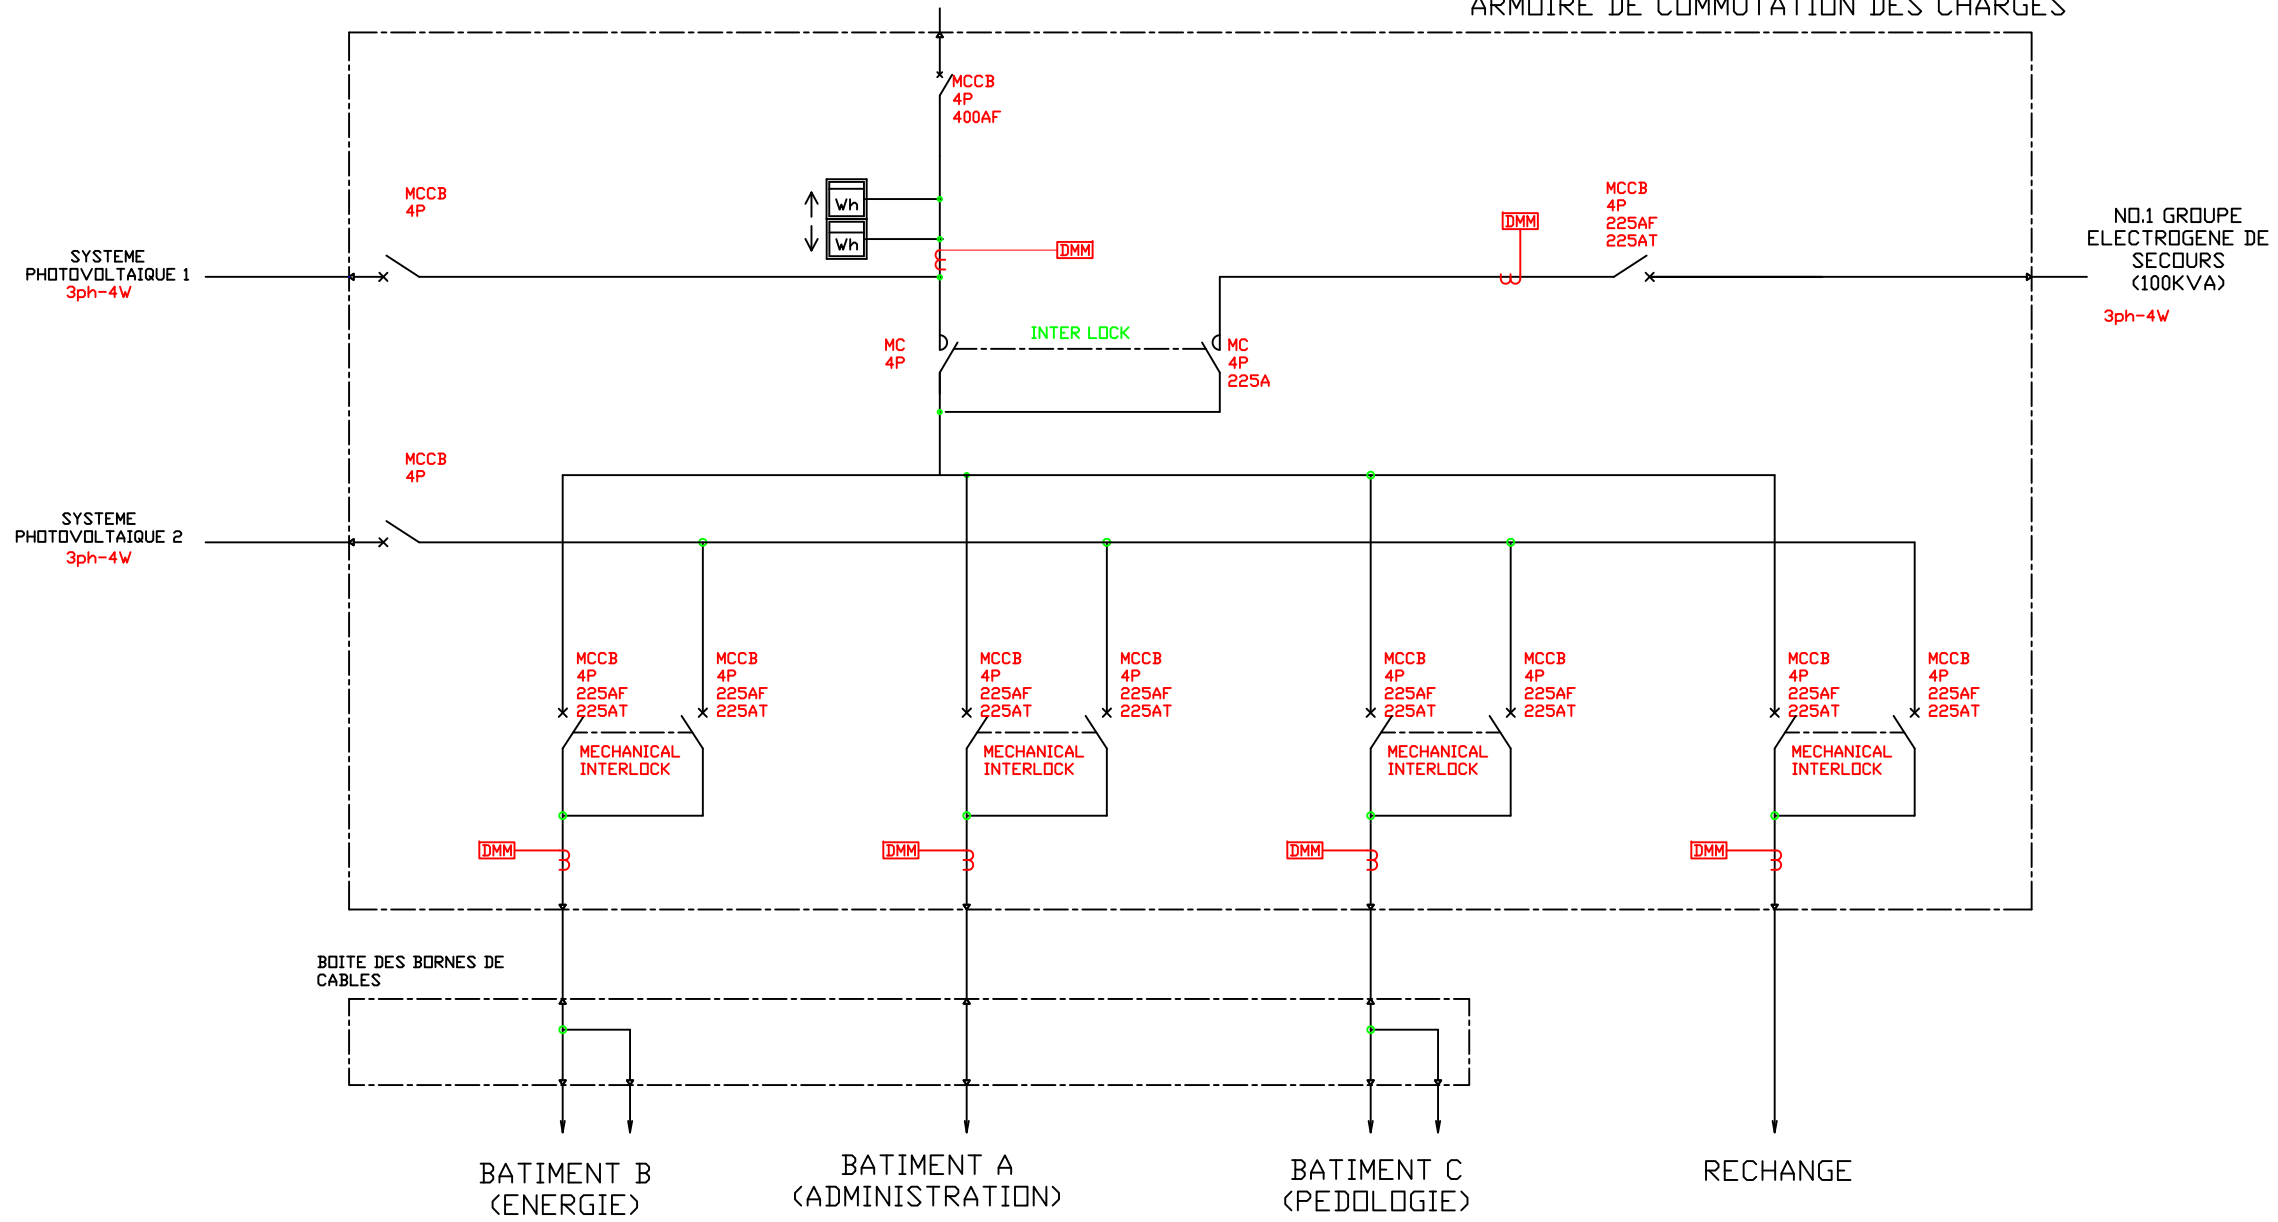 ARMOIRE DE COMMUTATION DES CHARGES
MCCB
4P
400AF
MCCB
4P
Wh
Wh
DMM
DMM
MCCB
4P
225AF
225AT
NO.1 GROUPE
ELECTROGENE DE
SECOURS
(100KVA)
3ph-4W
SYSTEME
PHOTOVOLTAIQUE 1
3ph-4W
INTER LOCK
MC
4P
MC
4P
225A
MCCB
4P
SYSTEME
PHOTOVOLTAIQUE 2
3ph-4W
MCCB
4P
225AF
225AT
MCCB
4P
225AF
225AT
MCCB
4P
225AF
225AT
MCCB
4P
225AF
225AT
MCCB
4P
225AF
225AT
MCCB
4P
225AF
225AT
MCCB
4P
225AF
225AT
MCCB
4P
225AF
225AT
MECHANICAL
INTERLOCK
MECHANICAL
INTERLOCK
MECHANICAL
INTERLOCK
MECHANICAL
INTERLOCK
DMM
DMM
DMM
DMM
BOITE DES BORNES DE
CABLES
BATIMENT B
(ENERGIE)
BATIMENT A
(ADMINISTRATION)
BATIMENT C
(PEDOLOGIE)
RECHANGE